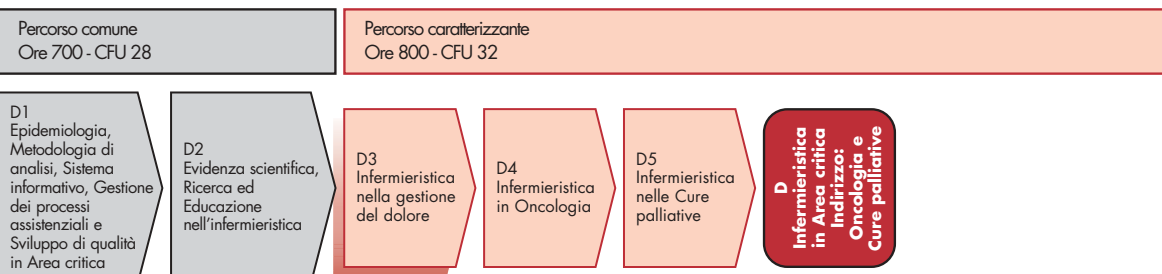 Percorso comune
Ore 700 - CFU 28
Percorso caratterizzante
Ore 800 - CFU 32
D1
Epidemiologia,
Metodologia di
analisi, Sistema
informativo, Gestione
dei processi
assistenziali e
Sviluppo di qualità
in Area critica
D2
Evidenza scientifica,
Ricerca ed
Educazione
nell'infermieristica
D3
Infermieristica
nella gestione
del dolore
D4
Infermieristica
in Oncologia
D5
Infermieristica
nelle Cure
palliative
D
Infermieristica
in Area critica
Indirizzo:
Oncologia e
Cure palliative